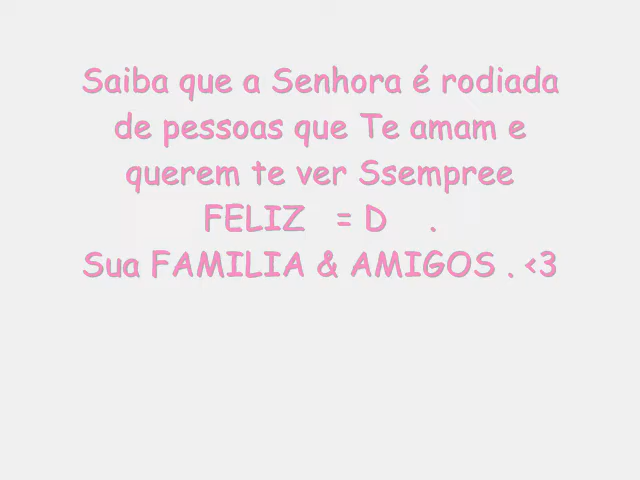 Saiba que a Senhora é rodiada
de pessoas que Te amam e
querem te ver Ssempree
FELIZ = D .
Sua FAMILIA & AMIGOS . <3